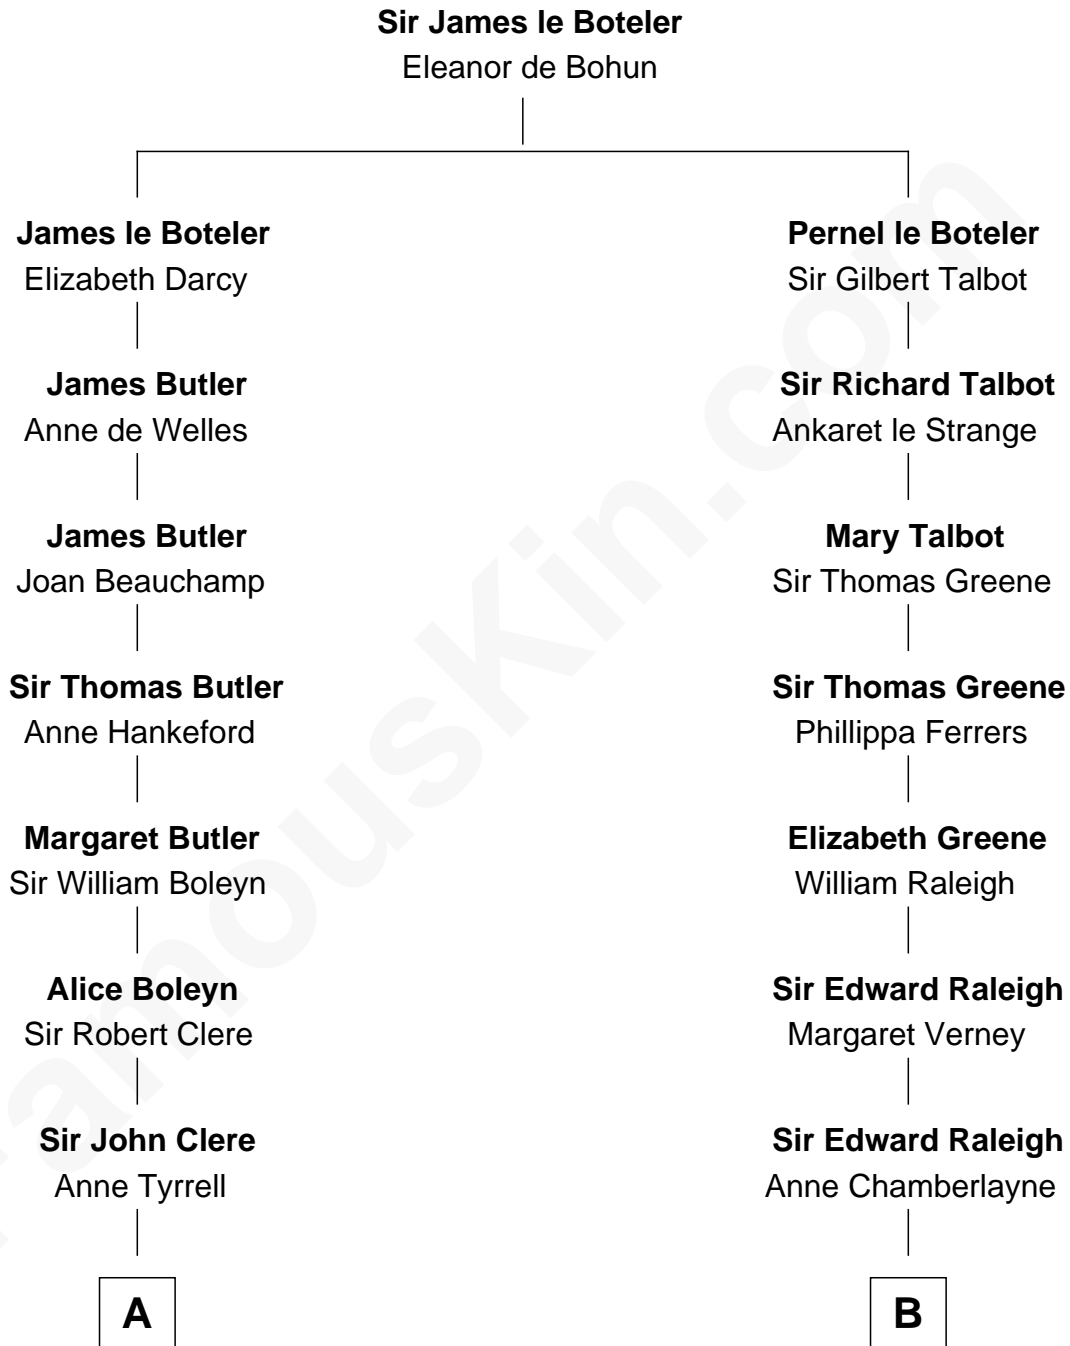 Sir James le Boteler
Eleanor de Bohun
James le Boteler
Elizabeth Darcy
James Butler
Anne de Welles
James Butler
Joan Beauchamp
Sir Thomas Butler
Anne Hankeford
Margaret Butler
Sir William Boleyn
Alice Boleyn
Sir Robert Clere
Sir John Clere
Anne Tyrrell
A
Pernel le Boteler
Sir Gilbert Talbot
Sir Richard Talbot
Ankaret le Strange
Mary Talbot
Sir Thomas Greene
Sir Thomas Greene
Phillippa Ferrers
Elizabeth Greene
William Raleigh
Sir Edward Raleigh
Margaret Verney
Sir Edward Raleigh
Anne Chamberlayne
B
FamousKin.com